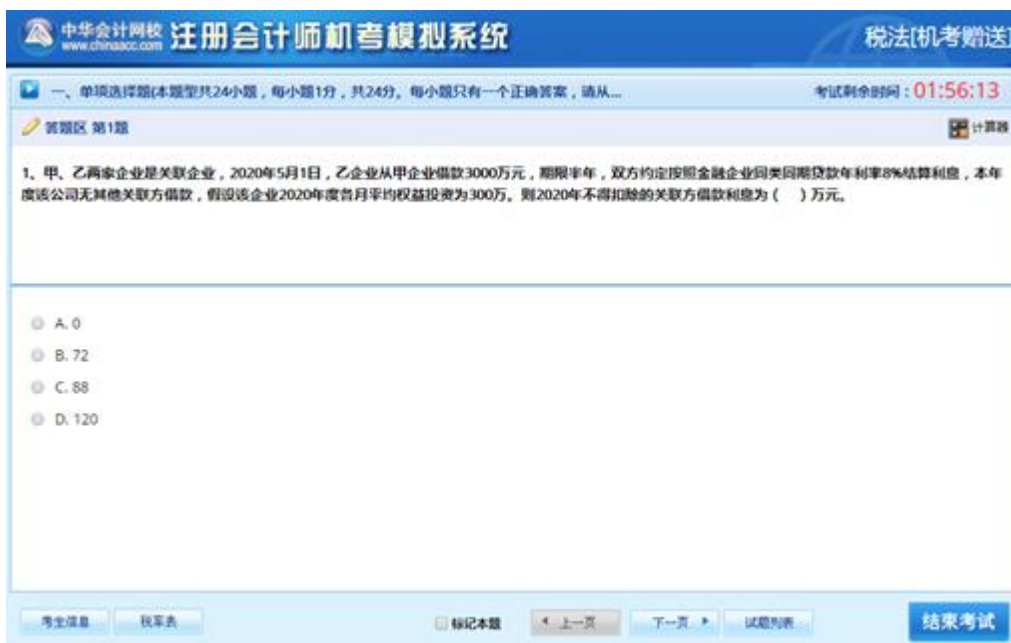 中华会计网校
www.chinaacc.com
注册会计师机考模拟系统
税法[机考赠送]
一、单项选择题(本题型共24小题，每小题1分，共24分。每小题只有一个正确答案，请从...
考试剩余时间：01:56:13
答题区 第1题
计算器
1、甲、乙两家企业是关联企业，2020年5月1日，乙企业从甲企业借款3000万元，期限半年，双方约定按照金融企业同类同期贷款年利率8%结算利息，本年
度该公司无其他关联方借款，假设该企业2020年度各月平均权益投资为300万。则2020年不得扣除的关联方借款利息为（ ）万元。
A. 0
B. 72
C. 88
D. 120
考生信息
税率表
标记本题
上一页
下一页
试题列表
结束考试